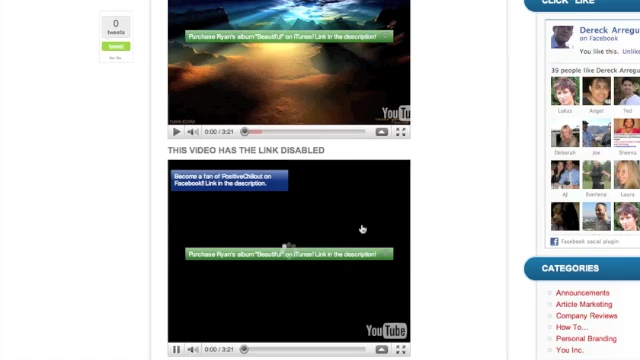 CLICK "LIKE"
0
tweets
tweet
Purchase Ryan's album "Beautiful" on iTunes! Link in the description!
YouTu
0:00 / 3:21
THIS VIDEO HAS THE LINK DISABLED
Become a fan of PositiveChillout on
Facebook! Link in the description.
Purchase Ryan's album "Beautiful" on iTunes! Link in the description!
YouTube
0:00 / 3:21
Dereck Arregu
on Facebook
You like this. Unlike
39 people like Dereck Arregu
Lukas Angel Ted
Deborah Joe Sheena
AJ Laura
Facebook social plugin
CATEGORIES
Announcements
Article Marketing
Company Reviews
How To...
Personal Branding
You Inc.